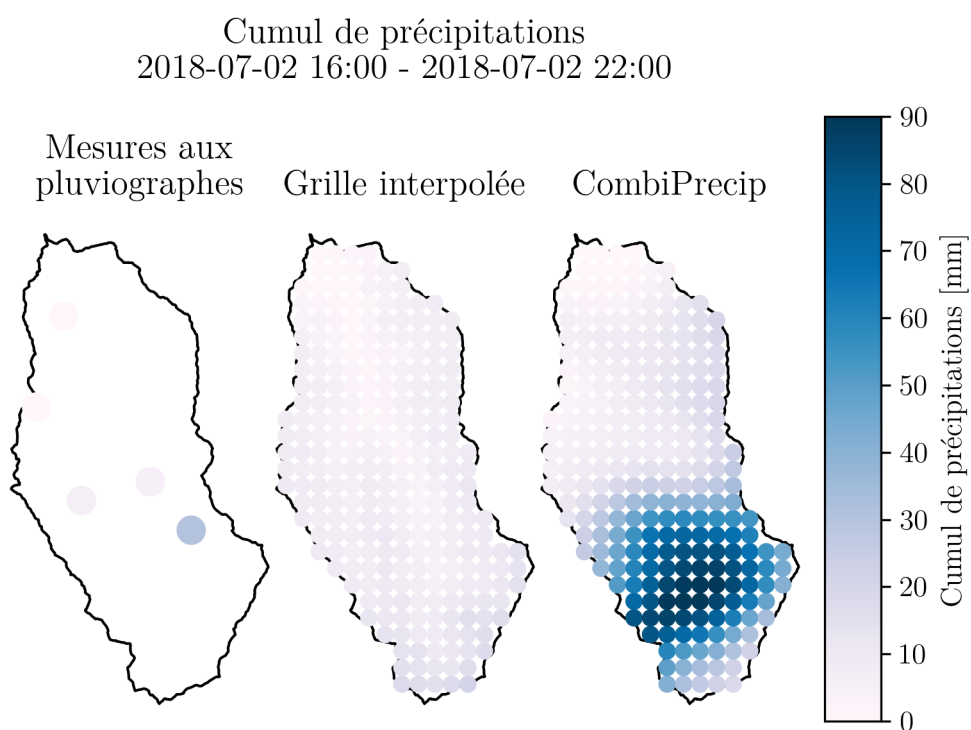 Cumul de précipitations
2018-07-02 16:00 - 2018-07-02 22:00
Mesures aux
pluviographes
Grille interpolée
CombiPrecip
90
80
70
60
50
40
30
20
10
0
Cumul de précipitations [mm]